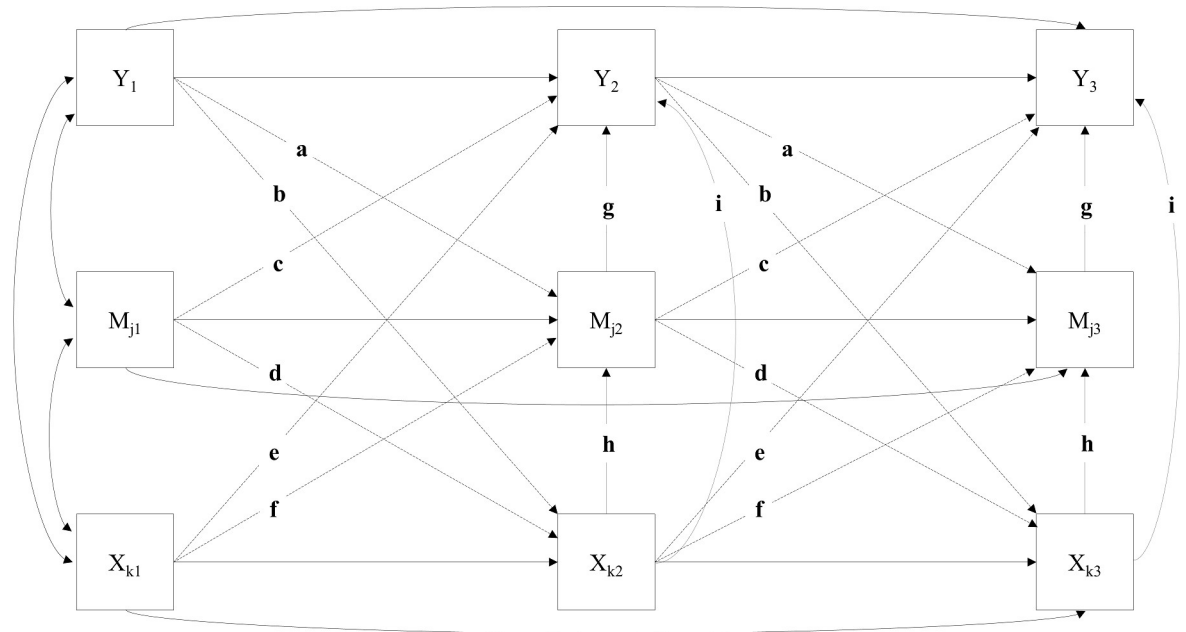 Y1 Y2 Y3
a a
b b
g i g i
c c
Mj1 Mj2 Mj3
d d
e h e h
f f
Xk1 Xk2 Xk3